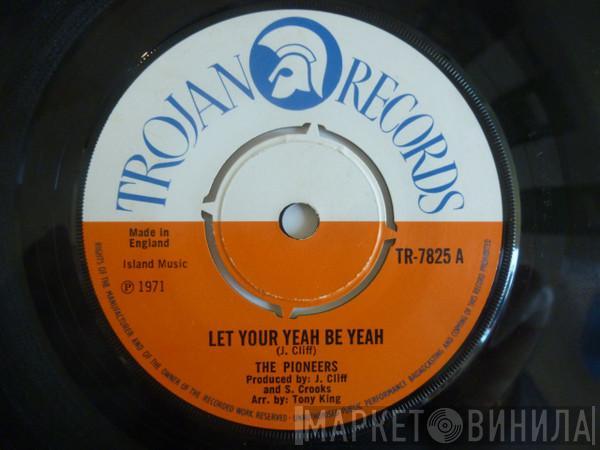 TROJAN RECORDS
Made in
England
Island Music
Ⓟ 1971
TR-7825 A
LET YOUR YEAH BE YEAH
(J. Cliff)
THE PIONEERS
Produced by: J. Cliff
and S. Crooks
Arr. by: Tony King
RIGHTS OF THE MANUFACTURER AND OF THE OWNER OF THE RECORDED WORK RESERVED - UNAUTHORISED PUBLIC PERFORMANCE BROADCASTING AND COPYING OF THIS RECORD PROHIBITED
МАРКЕТ ВИНИЛА